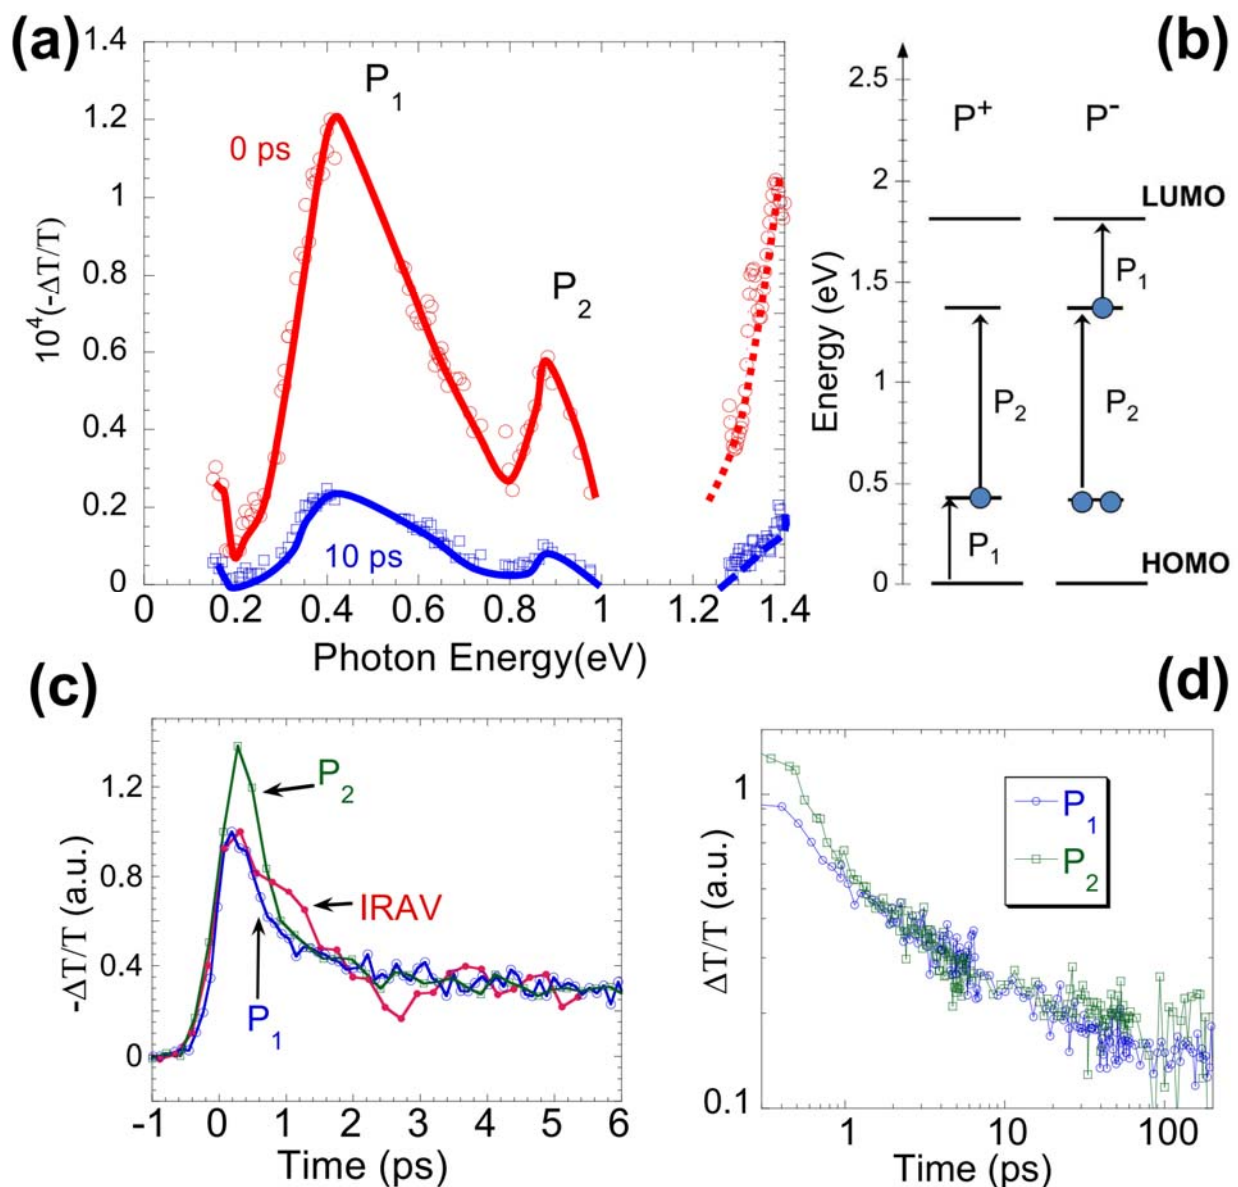 (a)
1.4
1.2
1
0.8
0.6
0.4
0.2
0
10⁴(-ΔT/T)
P₁
0 ps
P₂
10 ps
0 0.2 0.4 0.6 0.8 1 1.2 1.4
Photon Energy(eV)
(b)
2.5
2
1.5
1
0.5
0
Energy (eV)
P⁺ P⁻
LUMO
P₁
P₂ P₂
P₁
HOMO
(c)
1.2
0.8
0.4
0
-ΔT/T (a.u.)
P₂
IRAV
P₁
-1 0 1 2 3 4 5 6
Time (ps)
(d)
1
0.1
ΔT/T (a.u.)
P₁
P₂
1 10 100
Time (ps)